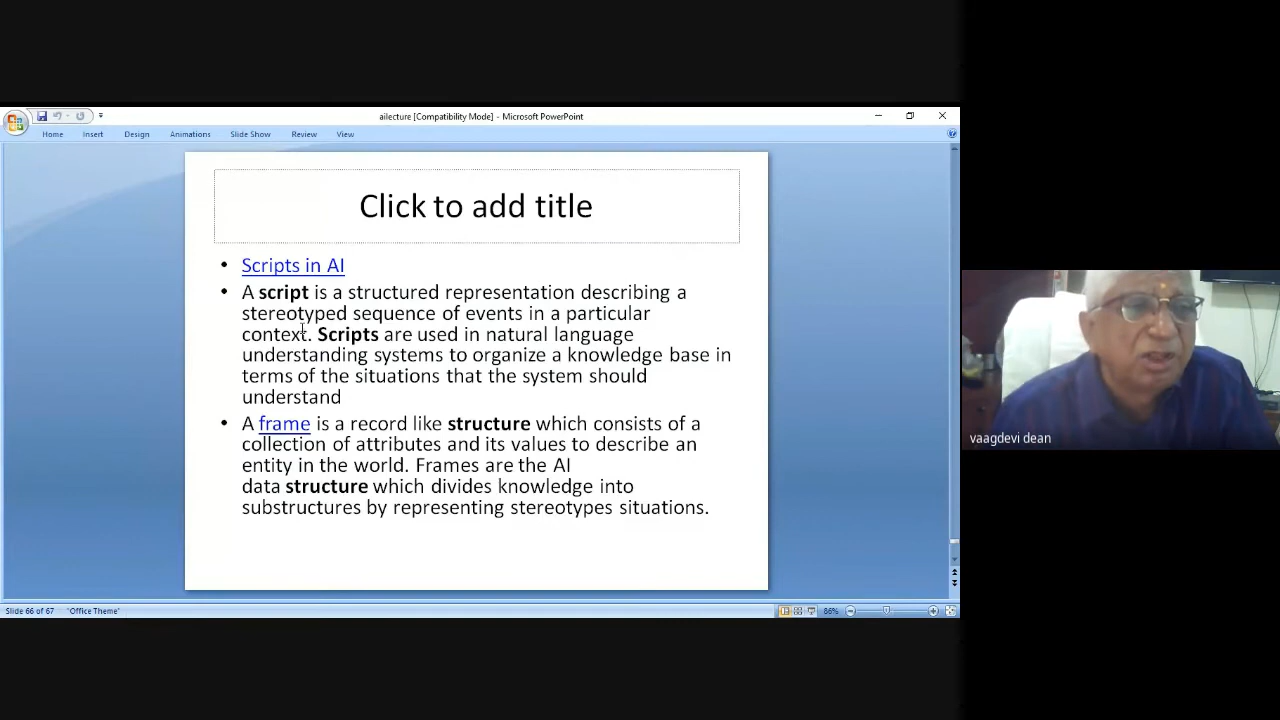 ailecture [Compatibility Mode] - Microsoft PowerPoint
Home Insert Design Animations Slide Show Review View
Click to add title
• Scripts in AI
• A script is a structured representation describing a
stereotyped sequence of events in a particular
context. Scripts are used in natural language
understanding systems to organize a knowledge base in
terms of the situations that the system should
understand
• A frame is a record like structure which consists of a
collection of attributes and its values to describe an
entity in the world. Frames are the AI
data structure which divides knowledge into
substructures by representing stereotypes situations.
vaagdevi dean
Slide 66 of 67 "Office Theme" 86%